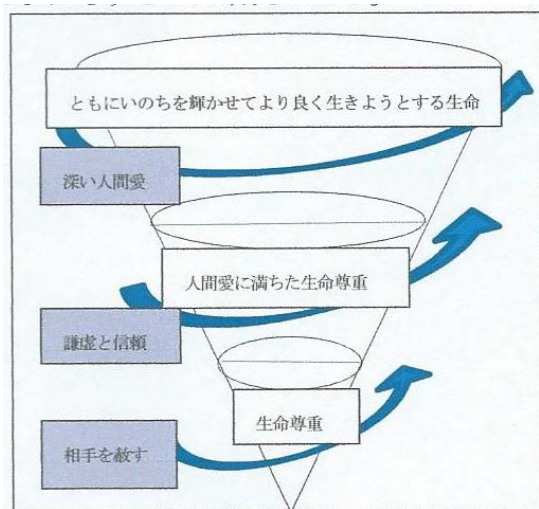 ともにいのちを輝かせてより良く生きようとする生命
深い人間愛
人間愛に満ちた生命尊重
謙虚と信頼
生命尊重
相手を赦す